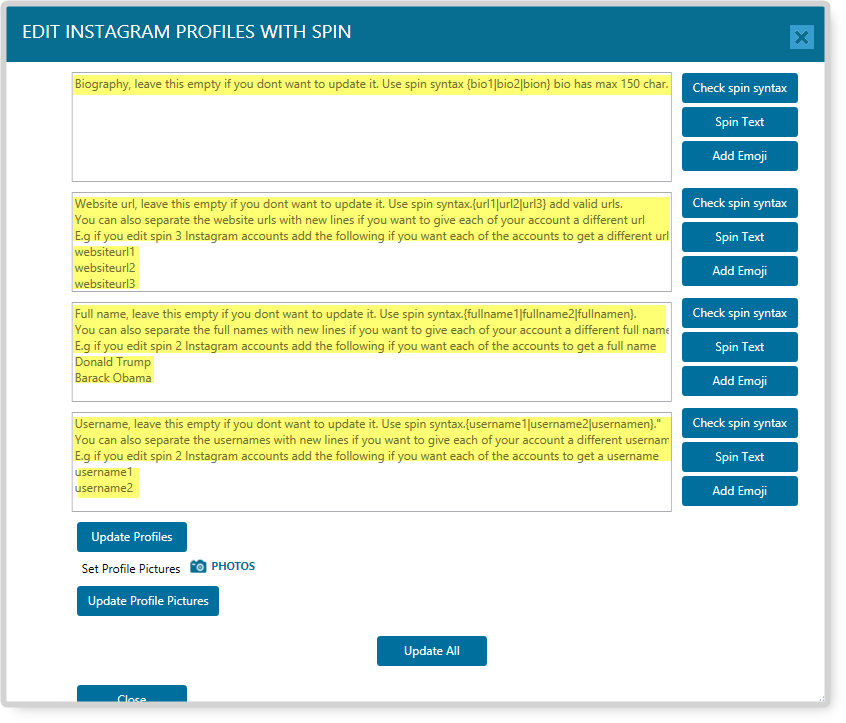 EDIT INSTAGRAM PROFILES WITH SPIN
Biography, leave this empty if you dont want to update it. Use spin syntax {bio1|bio2|bion} bio has max 150 char.
Check spin syntax
Spin Text
Add Emoji
Website url, leave this empty if you dont want to update it. Use spin syntax.{url1|url2|url3} add valid urls.
You can also separate the website urls with new lines if you want to give each of your account a different url
E.g if you edit spin 3 Instagram accounts add the following if you want each of the accounts to get a different url
websiteurl1
websiteurl2
websiteurl3
Check spin syntax
Spin Text
Add Emoji
Full name, leave this empty if you dont want to update it. Use spin syntax.{fullname1|fullname2|fullnamen}.
You can also separate the full names with new lines if you want to give each of your account a different full name
E.g if you edit spin 2 Instagram accounts add the following if you want each of the accounts to get a full name
Donald Trump
Barack Obama
Check spin syntax
Spin Text
Add Emoji
Username, leave this empty if you dont want to update it. Use spin syntax.{username1|username2|usernamen}."
You can also separate the usernames with new lines if you want to give each of your account a different usernam
E.g if you edit spin 2 Instagram accounts add the following if you want each of the accounts to get a username
username1
username2
Check spin syntax
Spin Text
Add Emoji
Update Profiles
Set Profile Pictures PHOTOS
Update Profile Pictures
Update All
Close